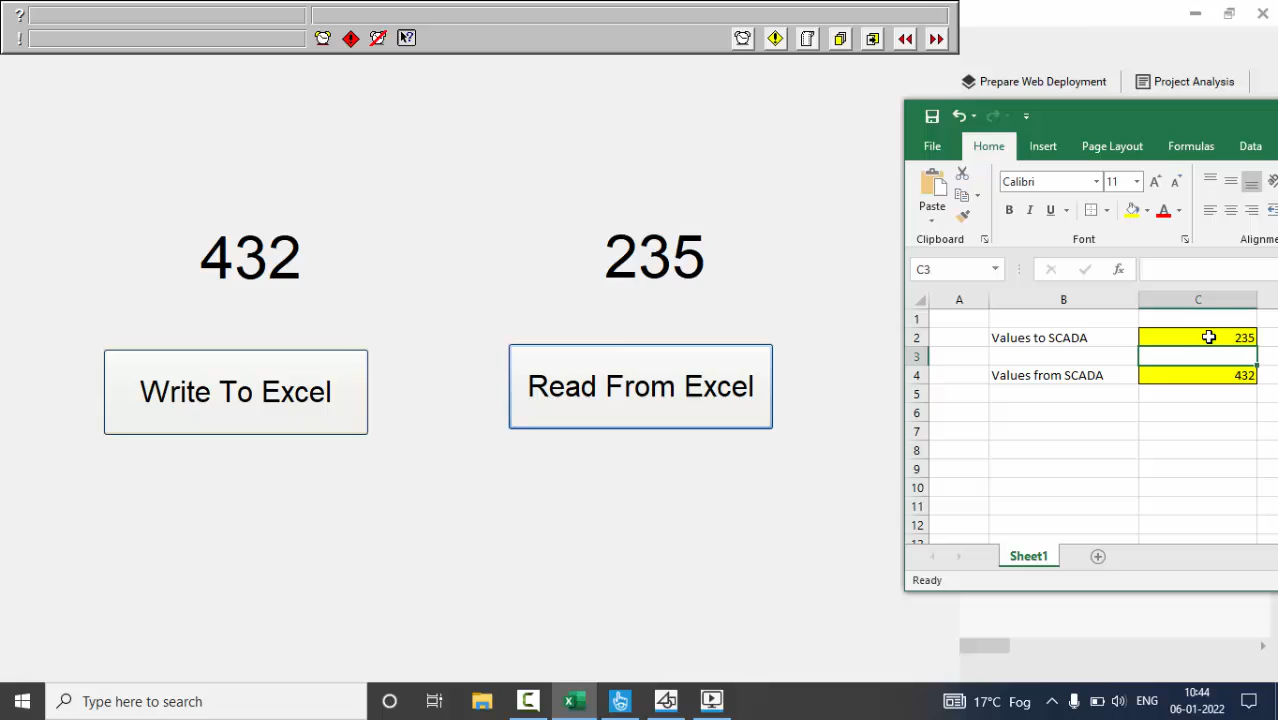 ?
!
Prepare Web Deployment
Project Analysis
File Home Insert Page Layout Formulas Data
Paste
Calibri 11 A A
B I U A
Clipboard Font Alignme
C3 fx
A B C
1
2 Values to SCADA 235
3
4 Values from SCADA 432
5
6
7
8
9
10
11
12
13
Sheet1
Ready
432 235
Write To Excel Read From Excel
Type here to search
17°C Fog
ENG
10:44
06-01-2022